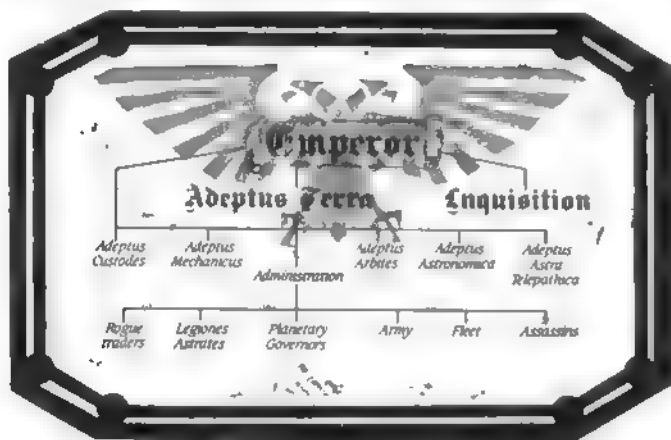 Emperor
Adeptus Terra
Inquisition
Adeptus
Custodes
Adeptus
Mechanicus
Administration
Adeptus
Arbites
Adeptus
Astronomica
Adeptus
Astra
Telepathica
Rogue
traders
Legiones
Astrates
Planetary
Governors
Army
Fleet
Assassins